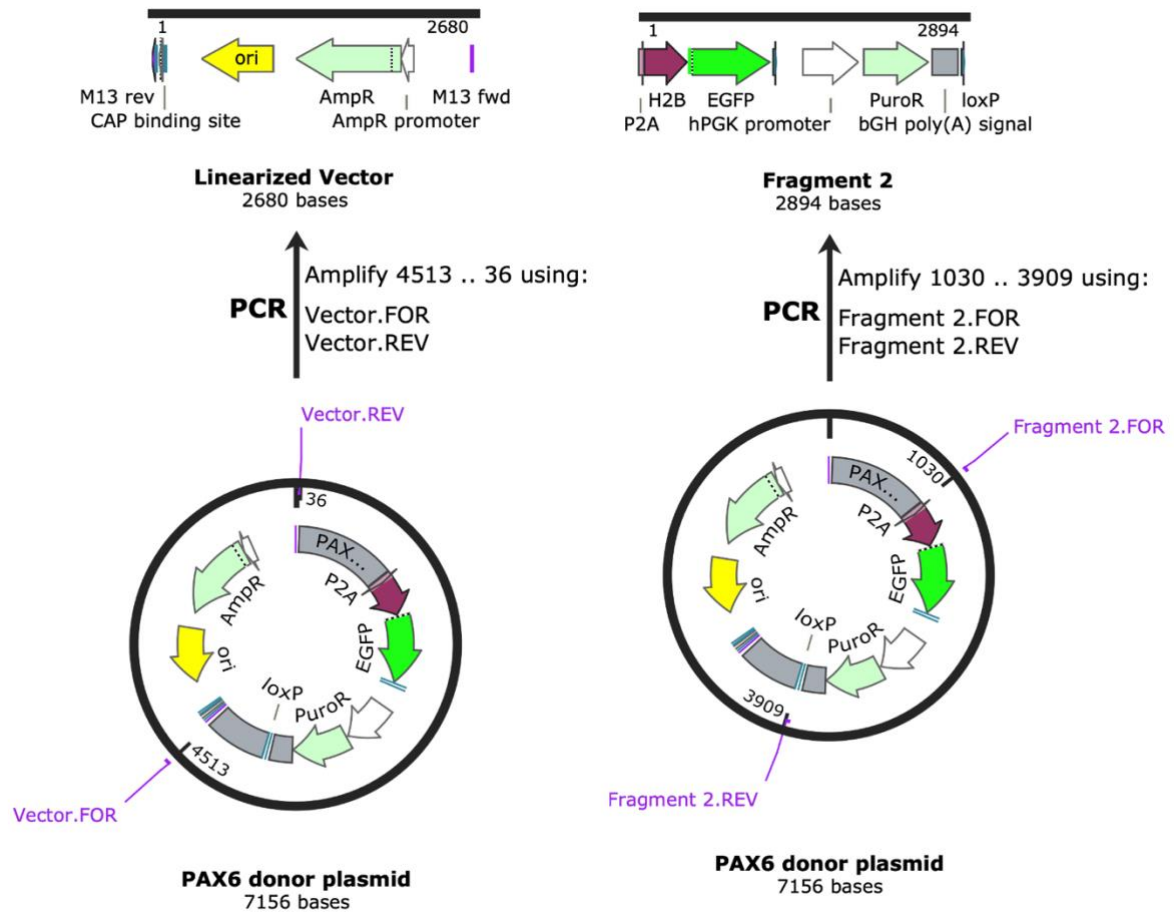 1
2680
ori
M13 rev
AmpR
M13 fwd
CAP binding site
AmpR promoter
Linearized Vector
2680 bases
PCR
Amplify 4513 .. 36 using:
Vector.FOR
Vector.REV
Vector.REV
36
PAX...
P2A
AmpR
EGFP
ori
loxP
PuroR
4513
Vector.FOR
PAX6 donor plasmid
7156 bases
1
2894
H2B
EGFP
PuroR
loxP
P2A
hPGK promoter
bGH poly(A) signal
Fragment 2
2894 bases
PCR
Amplify 1030 .. 3909 using:
Fragment 2.FOR
Fragment 2.REV
Fragment 2.FOR
1030
PAX...
P2A
AmpR
EGFP
ori
loxP
PuroR
3909
Fragment 2.REV
PAX6 donor plasmid
7156 bases